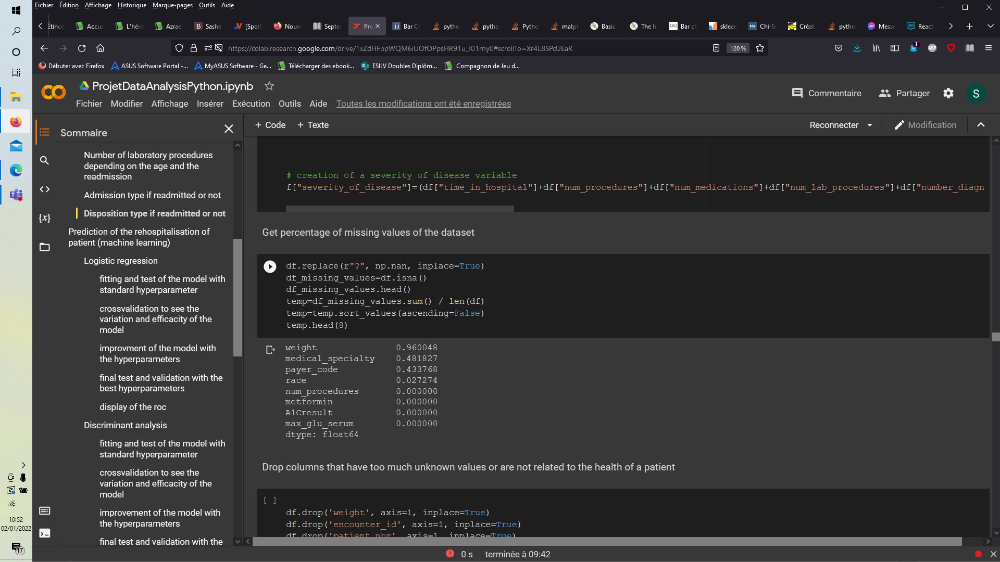 Fichier Édition Affichage Historique Marque-pages Outils Aide
Étince Accus L'hérit Azrael Sasha [Spoil Nouv Septem Pro Bar Ch pytho pytho Pytho matpl Basic The hi Bar ch sklear Chi-S Créati pytho Messe React-
https://colab.research.google.com/drive/1xZdHFbpWQM6iUOfOPpsHR91u_I01rny0#scrollTo=Xr4L8SPcUEaR 120 % 1 ABP
Débuter avec Firefox ASUS Software Portal -... MyASUS Software - Ge... Télécharger des ebook... ESILV Doubles Diplôm... Compagnon de Jeu d...
ProjetDataAnalysisPython.ipynb
Fichier Modifier Affichage Insérer Exécution Outils Aide Toutes les modifications ont été enregistrées
Commentaire Partager S
+ Code + Texte Reconnecter Modification
Sommaire
Number of laboratory procedures
depending on the age and the
readmission
Admission type if readmitted or not
Disposition type if readmitted or not
Prediction of the rehospitalisation of
patient (machine learning)
Logistic regression
fitting and test of the model with
standard hyperparameter
crossvalidation to see the
variation and efficacity of the
model
improvment of the model with
the hyperparameters
final test and validation with the
best hyperparameters
display of the roc
Discriminant analysis
fitting and test of the model with
standard hyperparameter
crossvalidation to see the
variation and efficacity of the
model
improvement of the model with
the hyperparameters
final test and validation with the
# creation of a severity of disease variable
f["severity_of_disease"]=(df["time_in_hospital"]+df["num_procedures"]+df["num_medications"]+df["num_lab_procedures"]+df["number_diagn
Get percentage of missing values of the dataset
df.replace(r"?", np.nan, inplace=True)
df_missing_values=df.isna()
df_missing_values.head()
temp=df_missing_values.sum() / len(df)
temp=temp.sort_values(ascending=False)
temp.head(8)
weight 0.960048
medical_specialty 0.481827
payer_code 0.433768
race 0.027274
num_procedures 0.000000
metformin 0.000000
A1Cresult 0.000000
max_glu_serum 0.000000
dtype: float64
Drop columns that have too much unknown values or are not related to the health of a patient
[ ]
df.drop('weight', axis=1, inplace=True)
df.drop('encounter_id', axis=1, inplace=True)
df.drop('patient_nbr', axis=1, inplace=True)
0 s terminée à 09:42
10:52
02/01/2022
17